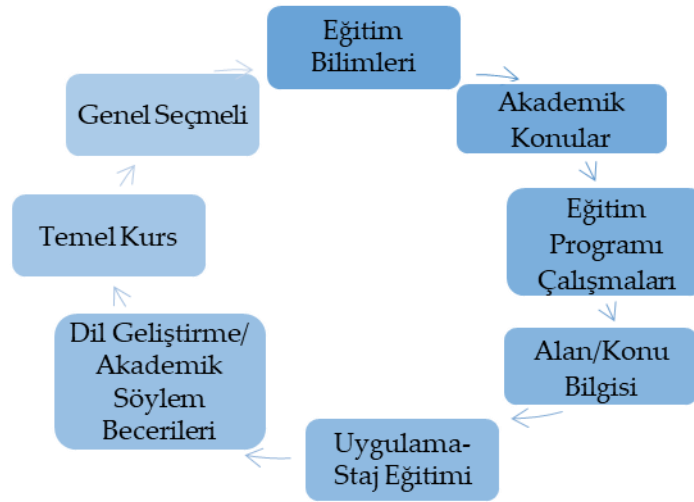 Eğitim
Bilimleri
Akademik
Konular
Eğitim
Programı
Çalışmaları
Alan/Konu
Bilgisi
Uygulama-
Staj Eğitimi
Dil Geliştirme/
Akademik
Söylem
Becerileri
Temel Kurs
Genel Seçmeli